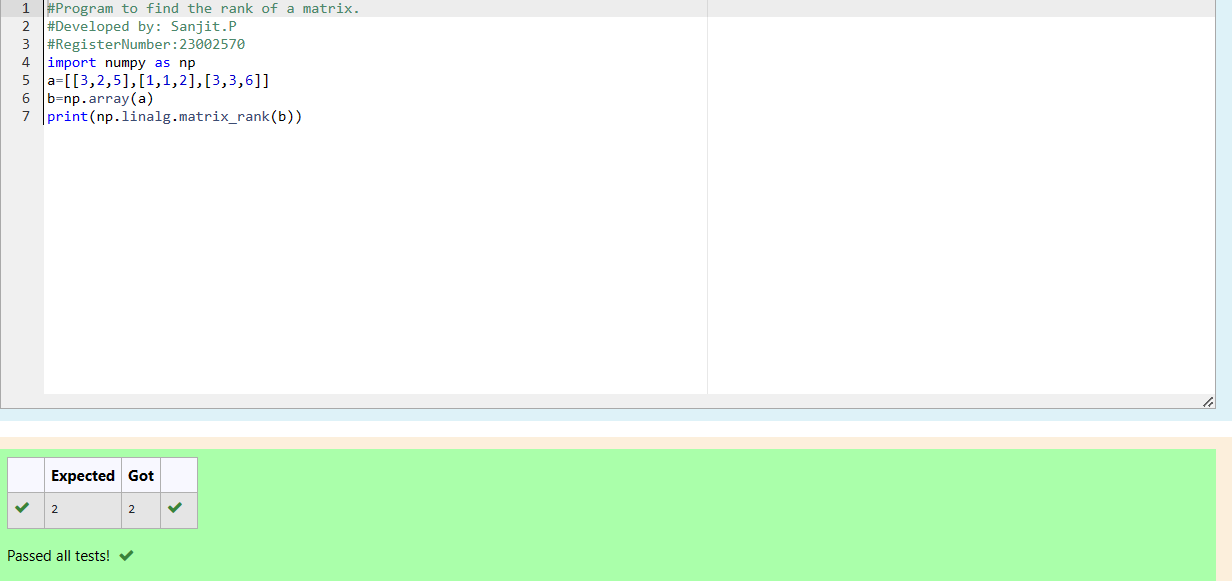 1 #Program to find the rank of a matrix.
2 #Developed by: Sanjit.P
3 #RegisterNumber:23002570
4 import numpy as np
5 a=[[3,2,5],[1,1,2],[3,3,6]]
6 b=np.array(a)
7 print(np.linalg.matrix_rank(b))
Expected Got
2 2
Passed all tests!